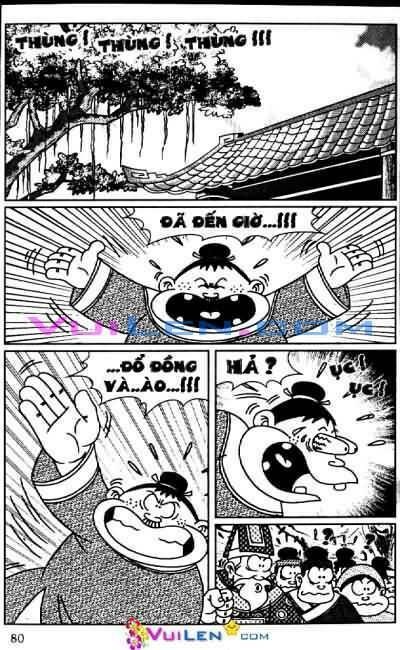 THÙNG! THÙNG! THÙNG!!!
ĐÃ ĐẾN GIỜ...!!!
VUILEN.COM
...ĐỔ ĐỒNG
VÀ..ÀO...!!!
HẢ?
ỤC!
ỤC!
! ? ! ?
80
VUILEN.COM